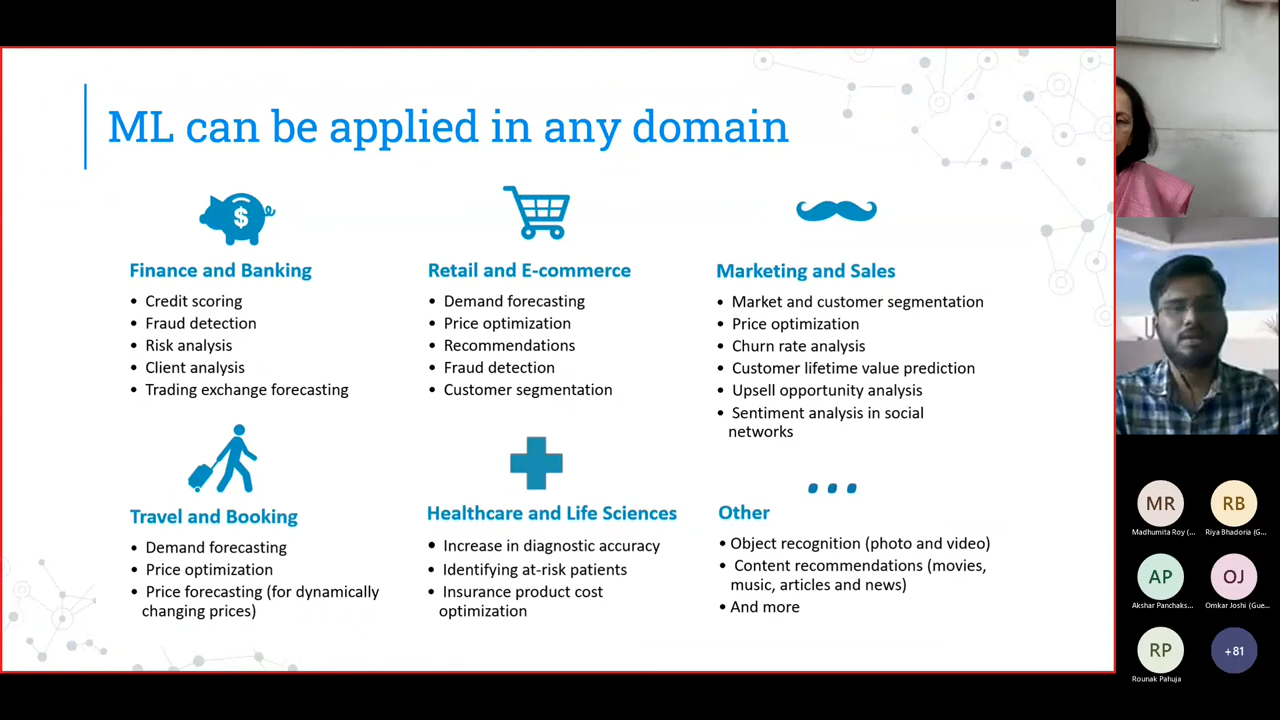 ML can be applied in any domain
$
Finance and Banking
• Credit scoring
• Fraud detection
• Risk analysis
• Client analysis
• Trading exchange forecasting
Retail and E-commerce
• Demand forecasting
• Price optimization
• Recommendations
• Fraud detection
• Customer segmentation
Marketing and Sales
• Market and customer segmentation
• Price optimization
• Churn rate analysis
• Customer lifetime value prediction
• Upsell opportunity analysis
• Sentiment analysis in social
networks
Travel and Booking
• Demand forecasting
• Price optimization
• Price forecasting (for dynamically
changing prices)
Healthcare and Life Sciences
• Increase in diagnostic accuracy
• Identifying at-risk patients
• Insurance product cost
optimization
Other
• Object recognition (photo and video)
• Content recommendations (movies,
music, articles and news)
• And more
MR
Madhumita Roy (...
RB
Riya Bhadoria (G...
AP
Akshar Panchaks...
OJ
Omkar Joshi (Gue...
RP
Rounak Pahuja
+81